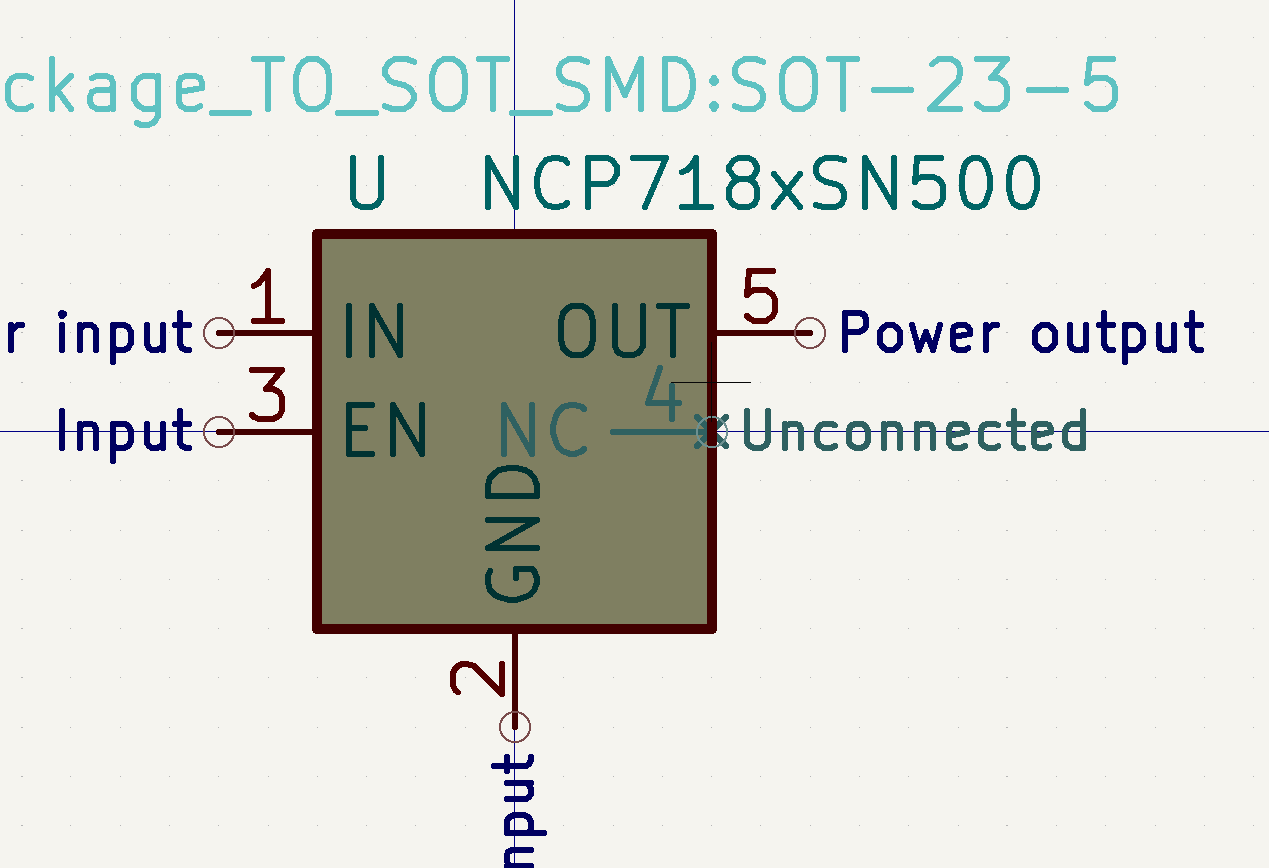 ckage_TO_SOT_SMD:SOT-23-5
U NCP718xSN500
1 5
r input IN OUT Power output
3 4
Input EN NC Unconnected
GND
2
nput